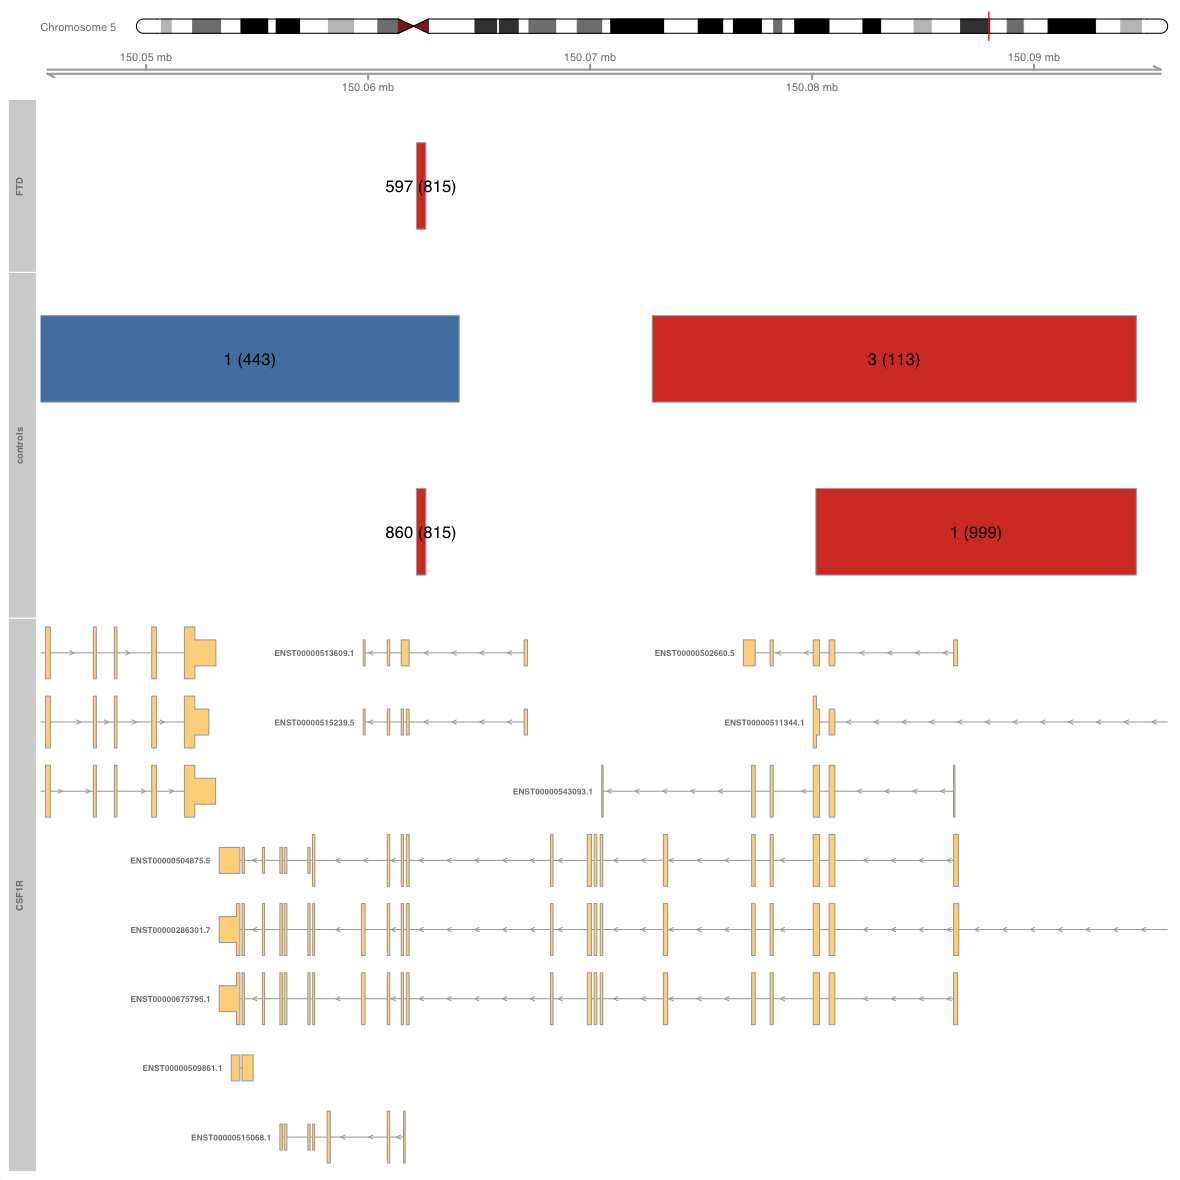 Chromosome 5
150.05 mb
150.07 mb
150.09 mb
150.06 mb
150.08 mb
FTD
597 (815)
controls
1 (443)
3 (113)
860 (815)
1 (999)
CSF1R
ENST00000513609.1
ENST00000502660.5
ENST00000515239.5
ENST00000511344.1
ENST00000543093.1
ENST00000504875.5
ENST00000286301.7
ENST00000675795.1
ENST00000509861.1
ENST00000515068.1